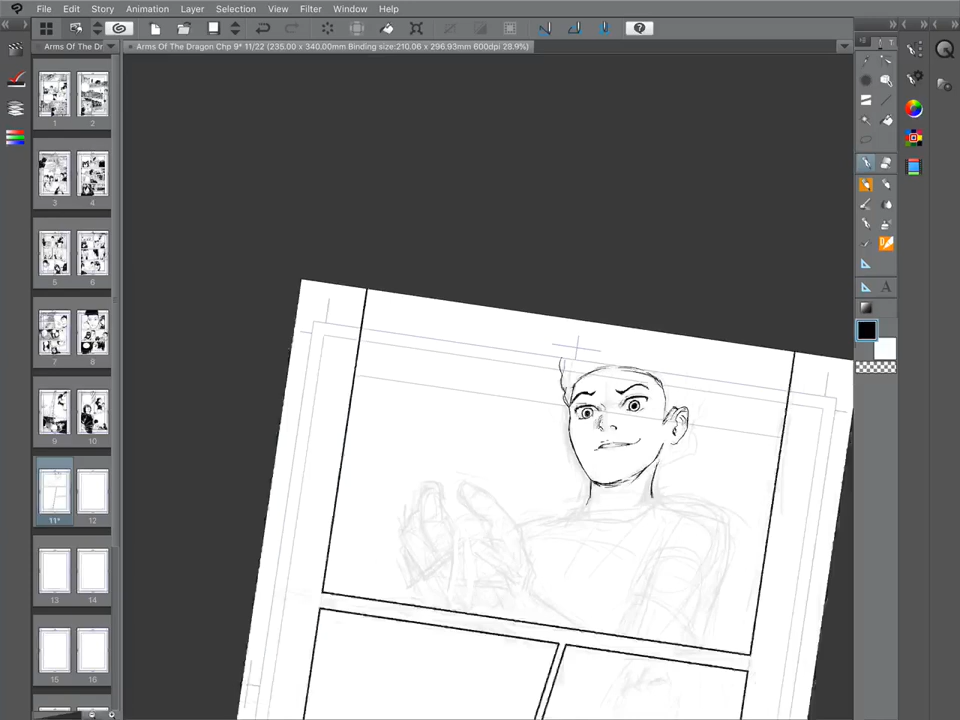 File Edit Story Animation Layer Selection View Filter Window Help
Arms Of The Dr
Arms Of The Dragon Chp 9* 11/22 (235.00 x 340.00mm Binding size:210.06 x 296.93mm 600dpi 28.9%)
1 2
3 4
5 6
7 8
9 10
11* 12
13 14
15 16